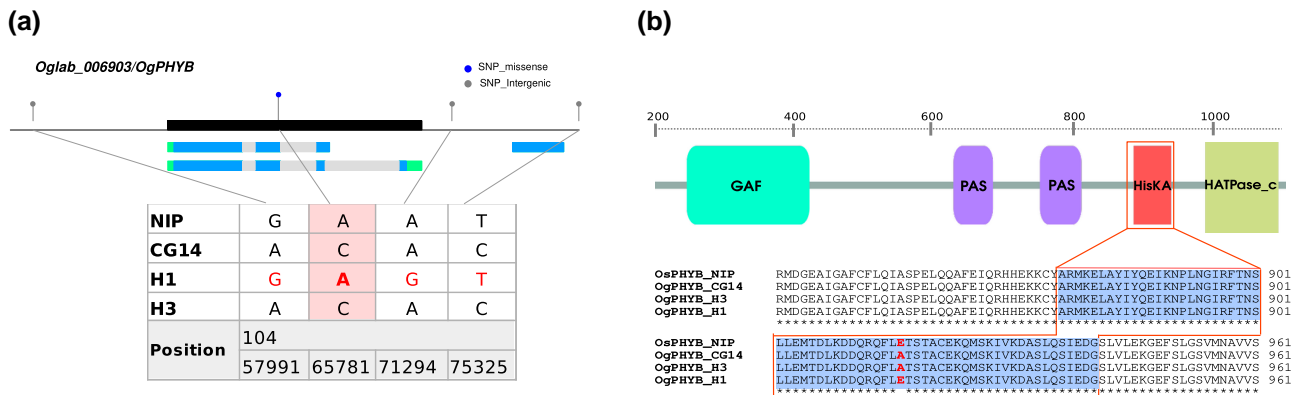 (a)
Oglab_006903/OgPHYB
SNP_missense
SNP_Intergenic
NIP G A A T
CG14 A C A C
H1 G A G T
H3 A C A C
Position 104
57991 65781 71294 75325
(b)
200 400 600 800 1000
GAF PAS PAS HisKA HATPase_c
OsPHYB_NIP RMDGEAIGAFCFLQIASPELQQAFEIQRHHEKKCYARMKELAYIYQEIKNPLNGIRFTNS 901
OgPHYB_CG14 RMDGEAIGAFCFLQIASPELQQAFEIQRHHEKKCYARMKELAYIYQEIKNPLNGIRFTNS 901
OgPHYB_H3 RMDGEAIGAFCFLQIASPELQQAFEIQRHHEKKCYARMKELAYIYQEIKNPLNGIRFTNS 901
OgPHYB_H1 RMDGEAIGAFCFLQIASPELQQAFEIQRHHEKKCYARMKELAYIYQEIKNPLNGIRFTNS 901
************************************************************
OsPHYB_NIP LLEMTDLKDDQRQFLETSTACEKQMSKIVKDASLQSIEDGSLVLEKGEFSLGSVMNAVVS 961
OgPHYB_CG14 LLEMTDLKDDQRQFLATSTACEKQMSKIVKDASLQSIEDGSLVLEKGEFSLGSVMNAVVS 961
OgPHYB_H3 LLEMTDLKDDQRQFLATSTACEKQMSKIVKDASLQSIEDGSLVLEKGEFSLGSVMNAVVS 961
OgPHYB_H1 LLEMTDLKDDQRQFLETSTACEKQMSKIVKDASLQSIEDGSLVLEKGEFSLGSVMNAVVS 961
*************** ********************************************